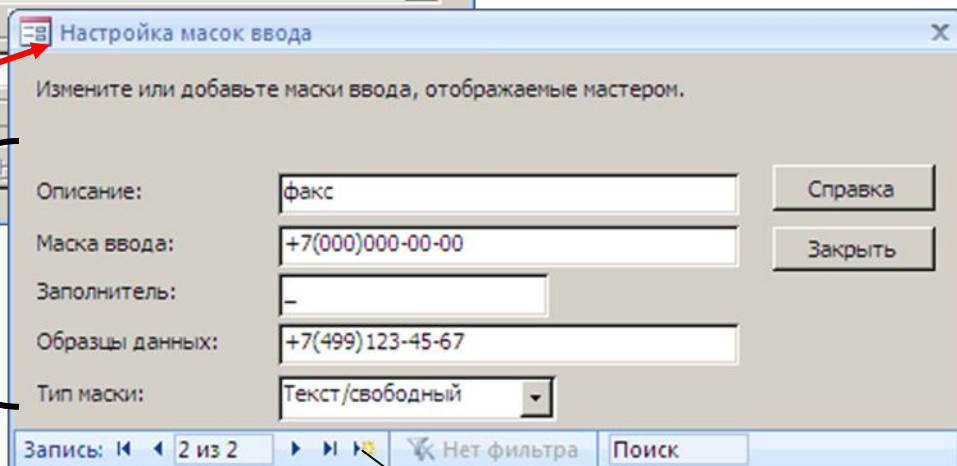 Настройка масок ввода
Измените или добавьте маски ввода, отображаемые мастером.
Описание: факс Справка
Маска ввода: +7(000)000-00-00 Закрыть
Заполнитель: _
Образцы данных: +7(499)123-45-67
Тип маски: Текст/свободный
Запись: 2 из 2 Нет фильтра Поиск